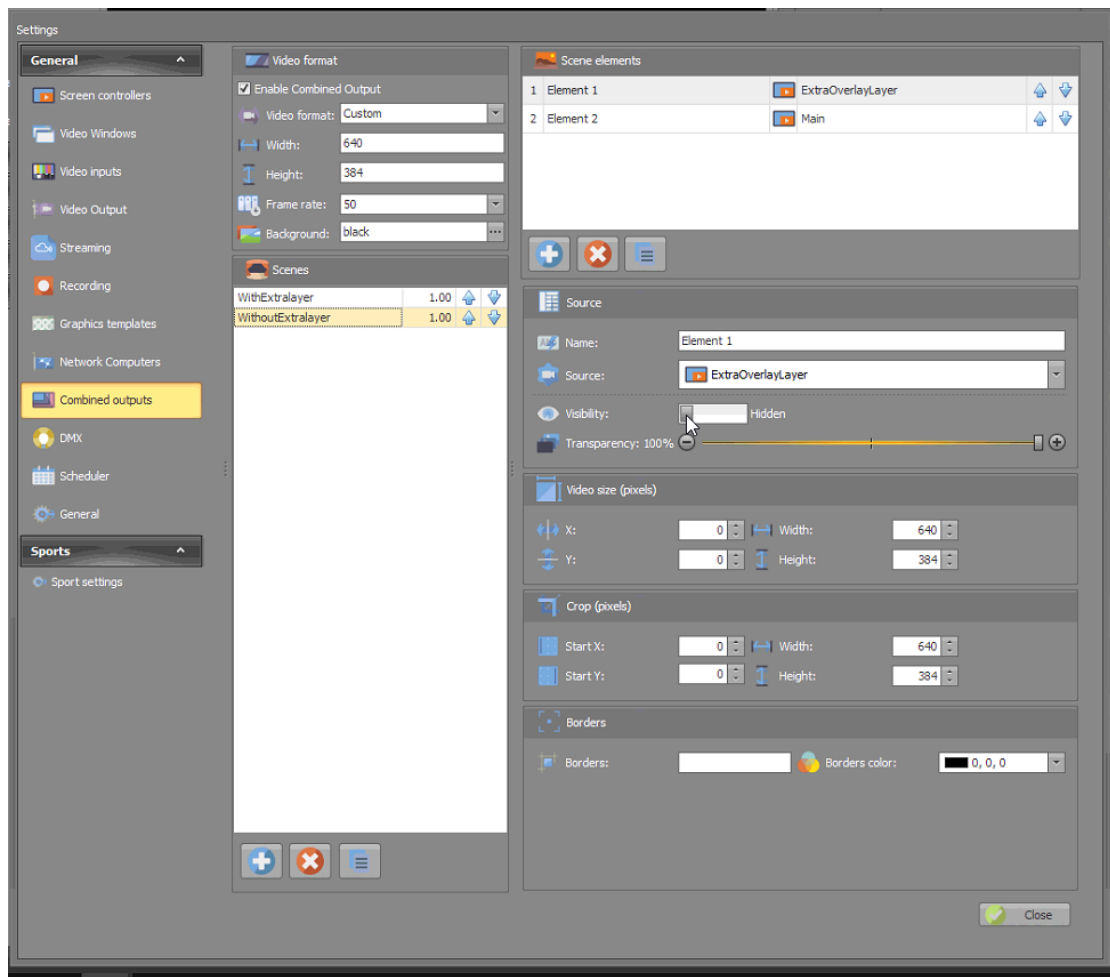 Settings
General
Screen controllers
Video Windows
Video inputs
Video Output
Streaming
Recording
Graphics templates
Network Computers
Combined outputs
DMX
Scheduler
General
Sports
Sport settings
Video format
Enable Combined Output
Video format: Custom
Width: 640
Height: 384
Frame rate: 50
Background: black ...
Scenes
WithExtralayer 1.00
WithoutExtralayer 1.00
Scene elements
1 Element 1 ExtraOverlayLayer
2 Element 2 Main
Source
Name: Element 1
Source: ExtraOverlayLayer
Visibility: Hidden
Transparency: 100%
Video size (pixels)
X: 0 Width: 640
Y: 0 Height: 384
Crop (pixels)
Start X: 0 Width: 640
Start Y: 0 Height: 384
Borders
Borders: Borders color: 0, 0, 0
Close